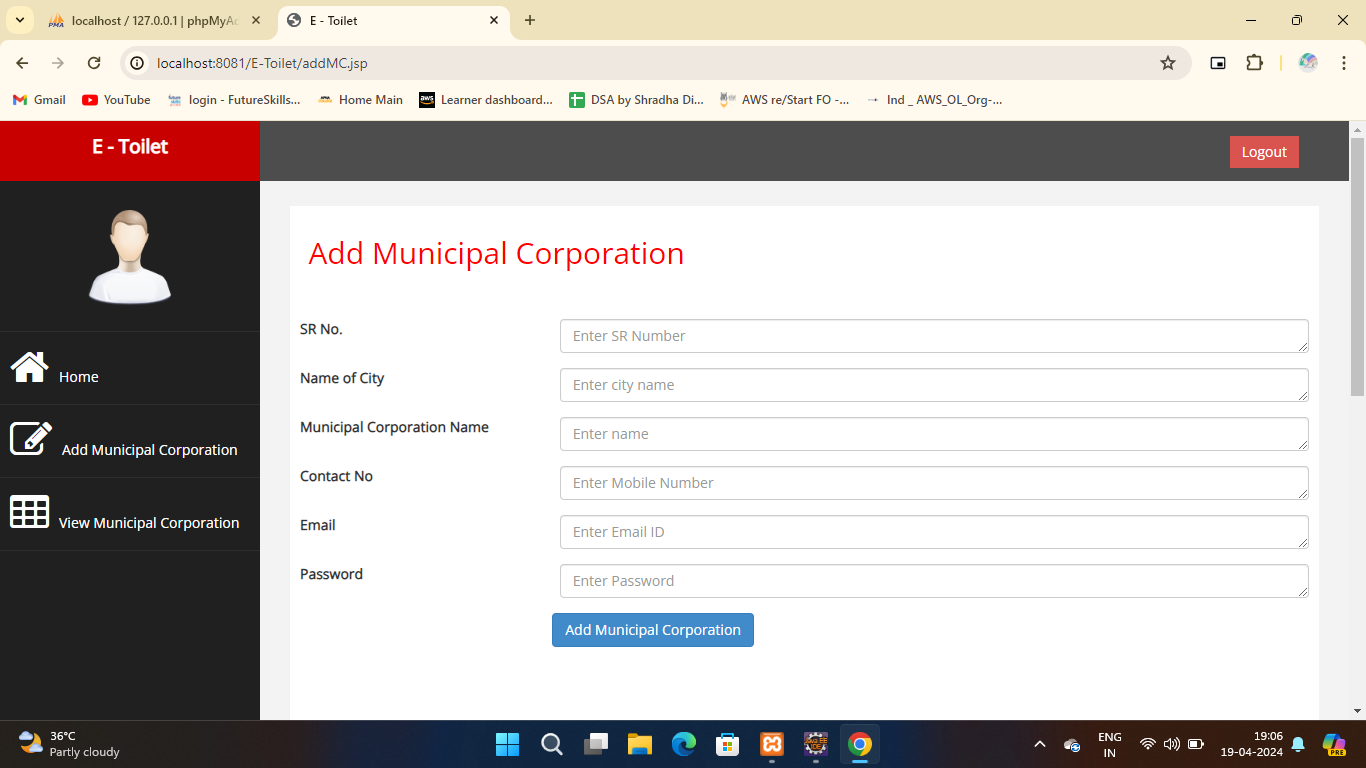 localhost / 127.0.0.1 | phpMyAd
E - Toilet
localhost:8081/E-Toilet/addMC.jsp
Gmail
YouTube
login - FutureSkills...
Home Main
Learner dashboard...
DSA by Shradha Di...
AWS re/Start FO -...
Ind _ AWS_OL_Org-...
E - Toilet
Logout
Home
Add Municipal Corporation
View Municipal Corporation
Add Municipal Corporation
SR No.
Enter SR Number
Name of City
Enter city name
Municipal Corporation Name
Enter name
Contact No
Enter Mobile Number
Email
Enter Email ID
Password
Enter Password
Add Municipal Corporation
36°C
Partly cloudy
ENG
IN
19:06
19-04-2024
PRE